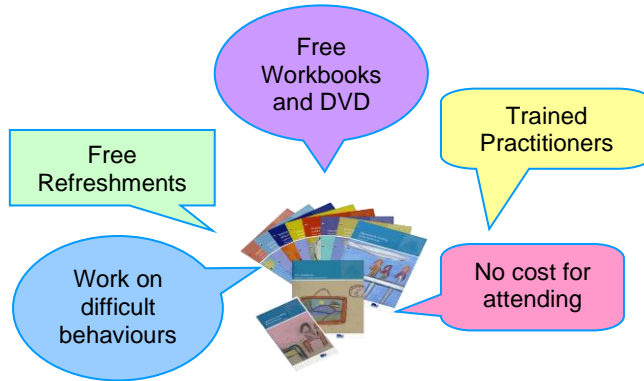 Free
Workbooks
and DVD
Trained
Practitioners
Free
Refreshments
Work on
difficult
behaviours
No cost for
attending